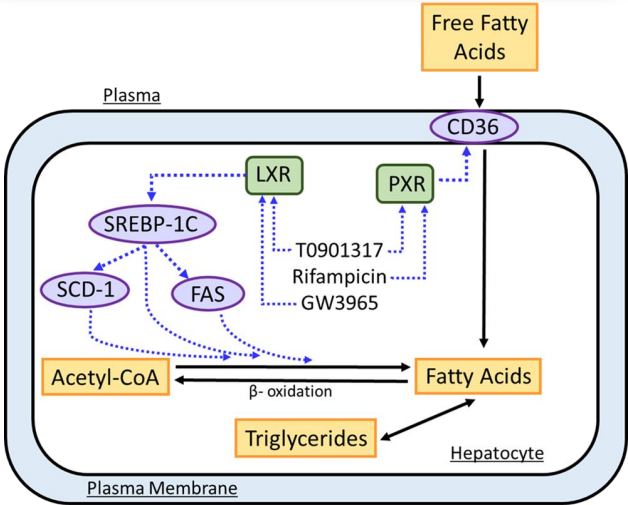 Free Fatty
Acids
Plasma
CD36
LXR
PXR
SREBP-1C
T0901317
Rifampicin
GW3965
SCD-1
FAS
Acetyl-CoA
Fatty Acids
β- oxidation
Triglycerides
Hepatocyte
Plasma Membrane